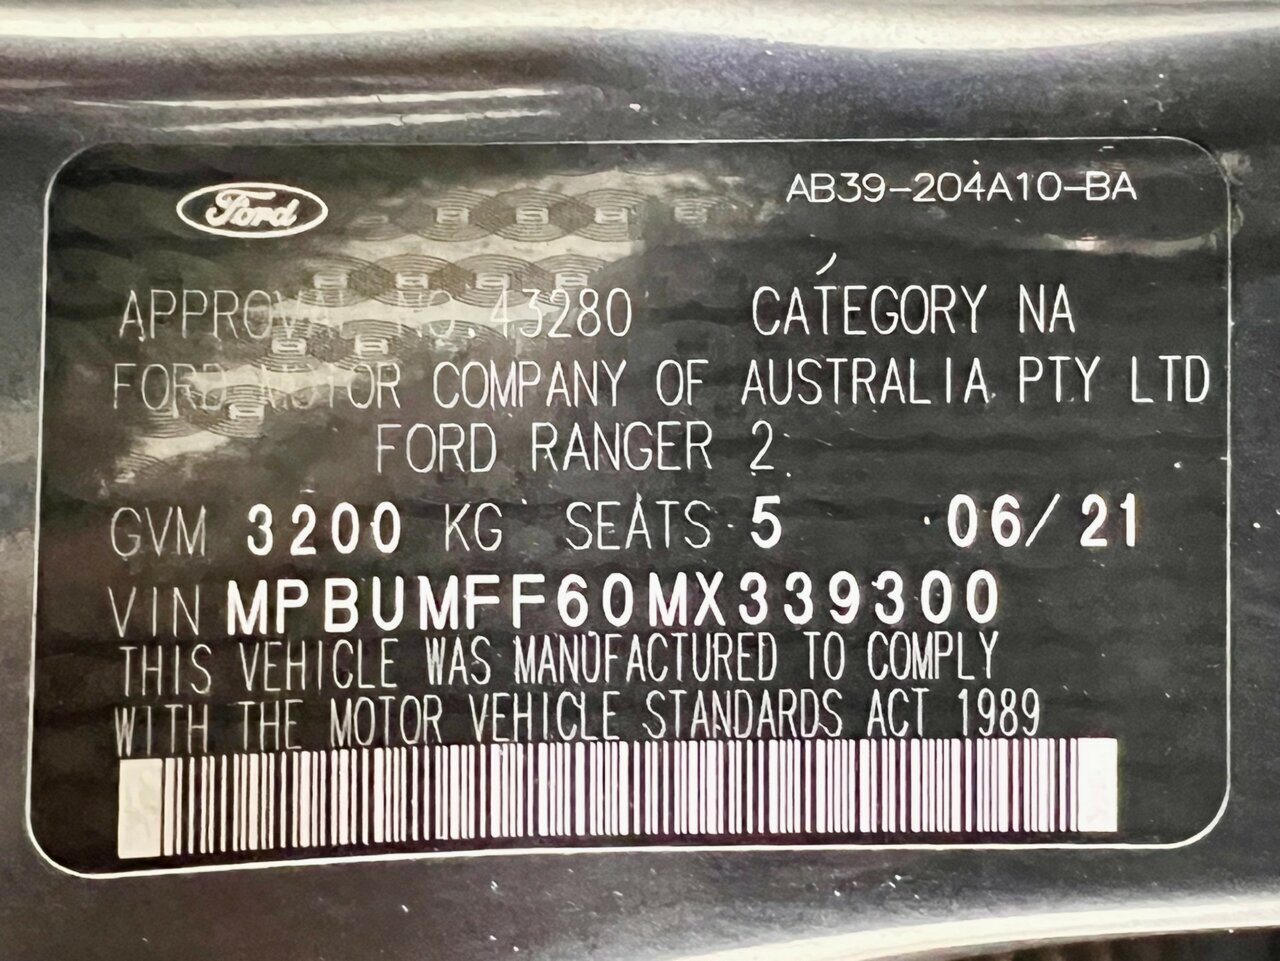 Ford
AB39-204A10-BA
APPROVAL NO.43280 CATEGORY NA
FORD MOTOR COMPANY OF AUSTRALIA PTY LTD
FORD RANGER 2
GVM 3200 KG SEATS 5 06/21
VIN MPBUMFF60MX339300
THIS VEHICLE WAS MANUFACTURED TO COMPLY
WITH THE MOTOR VEHICLE STANDARDS ACT 1989